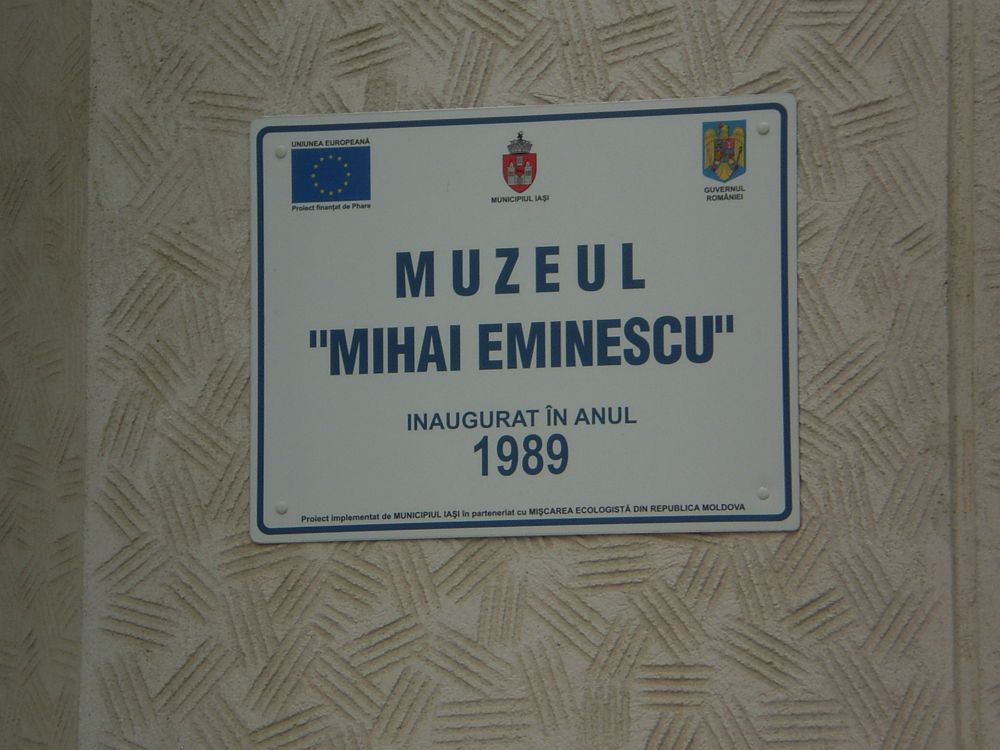 UNIUNEA EUROPEANĂ
Proiect finanţat de Phare
MUNICIPIUL IAŞI
GUVERNUL
ROMÂNIEI
MUZEUL
"MIHAI EMINESCU"
INAUGURAT ÎN ANUL
1989
Proiect implementat de MUNICIPIUL IAŞI în parteneriat cu MIŞCAREA ECOLOGISTĂ DIN REPUBLICA MOLDOVA